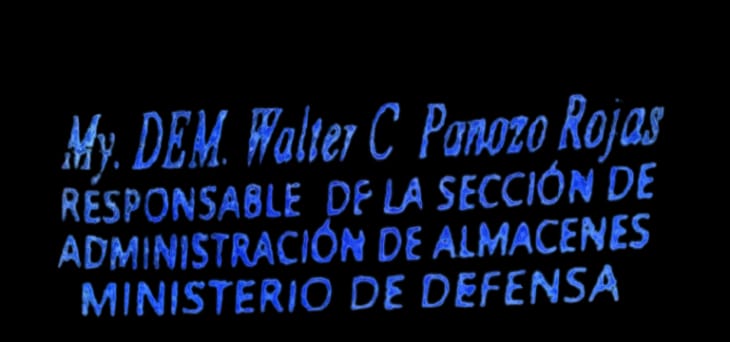 My. DEM. Walter C Panozo Rojas
RESPONSABLE DE LA SECCIÓN DE
ADMINISTRACIÓN DE ALMACENES
MINISTERIO DE DEFENSA